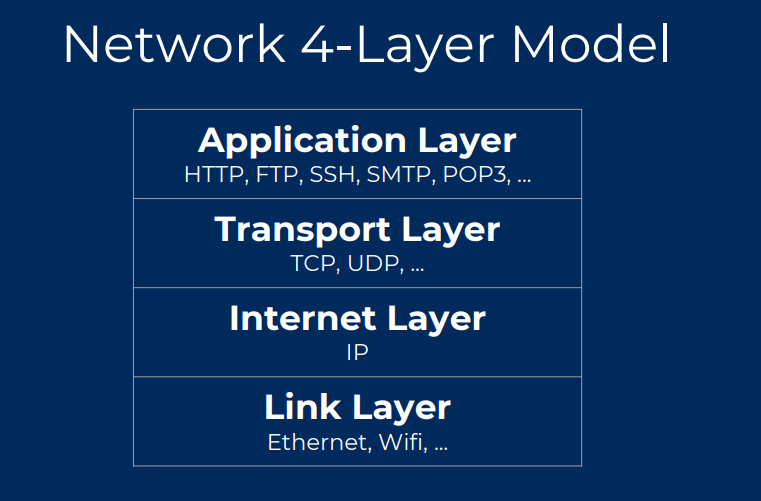 Network 4-Layer Model
Application Layer
HTTP, FTP, SSH, SMTP, POP3, ...
Transport Layer
TCP, UDP, ...
Internet Layer
IP
Link Layer
Ethernet, Wifi, ...